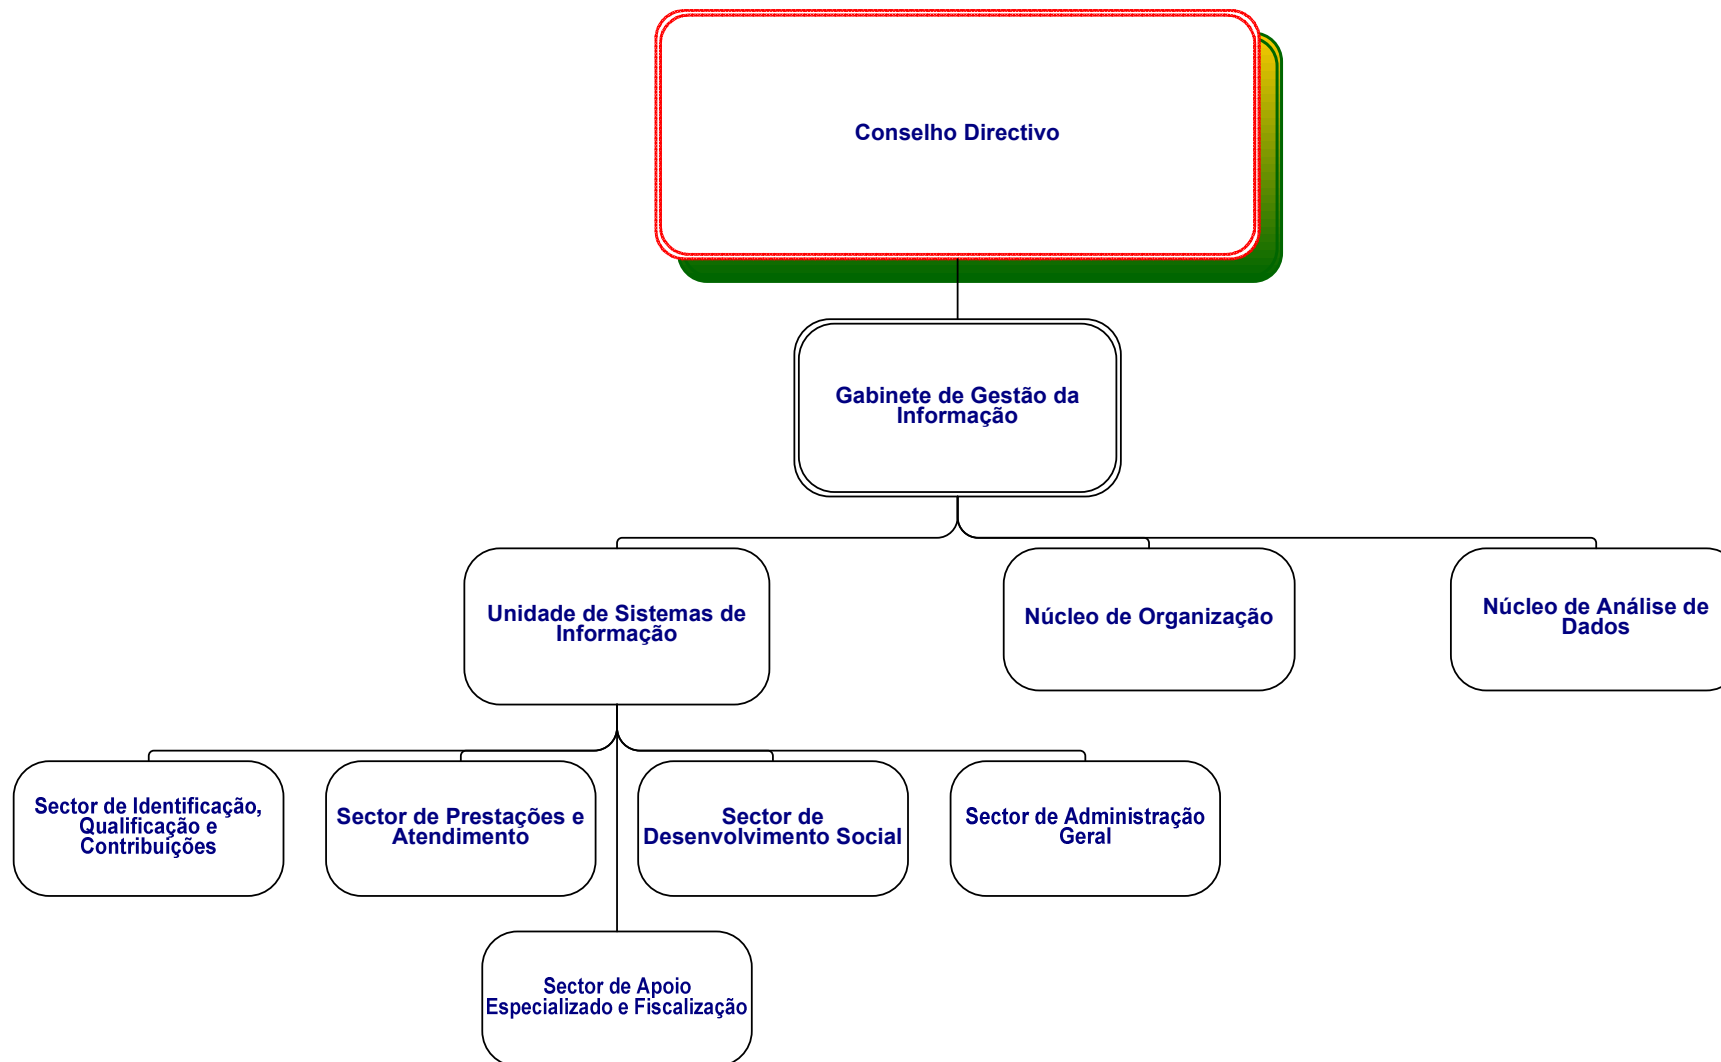 Conselho Directivo
Gabinete de Gestão da
Informação
Unidade de Sistemas de
Informação
Núcleo de Organização
Núcleo de Análise de
Dados
Sector de Identificação,
Qualificação e
Contribuições
Sector de Prestações e
Atendimento
Sector de
Desenvolvimento Social
Sector de Administração
Geral
Sector de Apoio
Especializado e Fiscalização